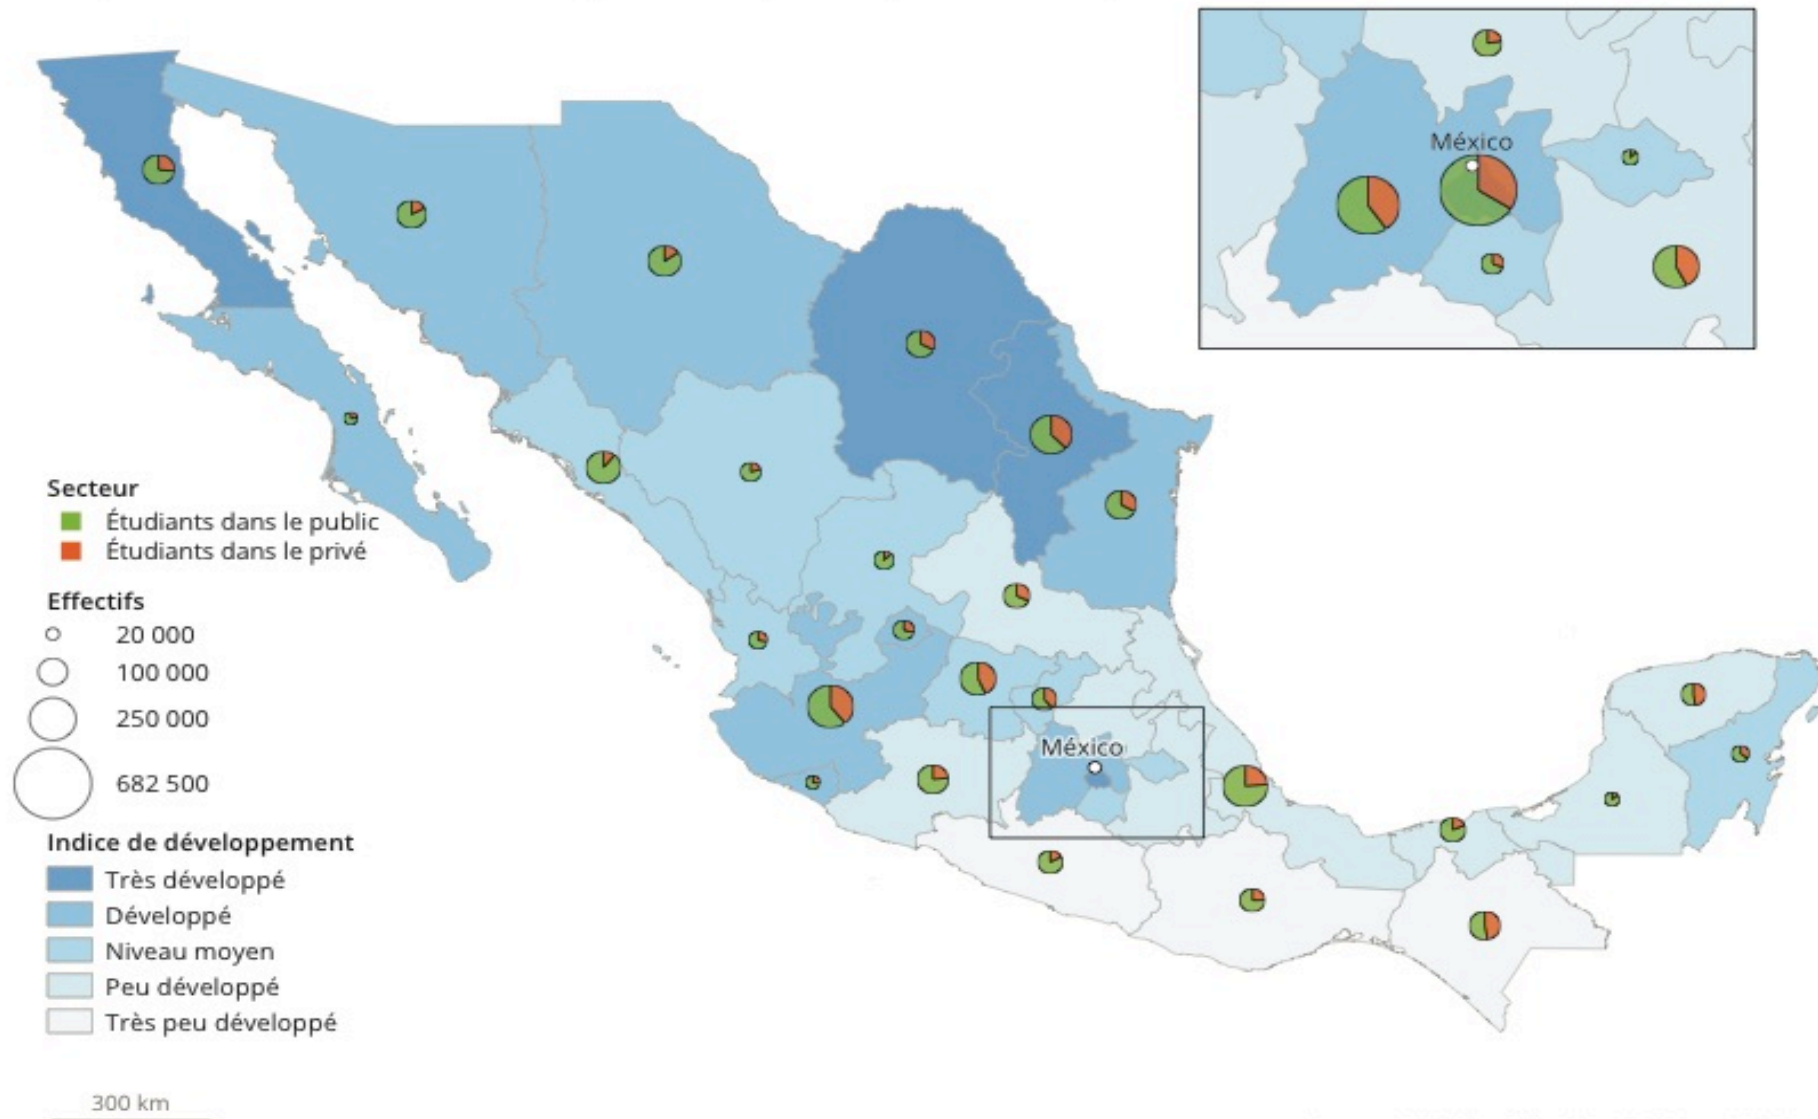 México
México
Secteur
Étudiants dans le public
Étudiants dans le privé
Effectifs
20 000
100 000
250 000
682 500
Indice de développement
Très développé
Développé
Niveau moyen
Peu développé
Très peu développé
300 km